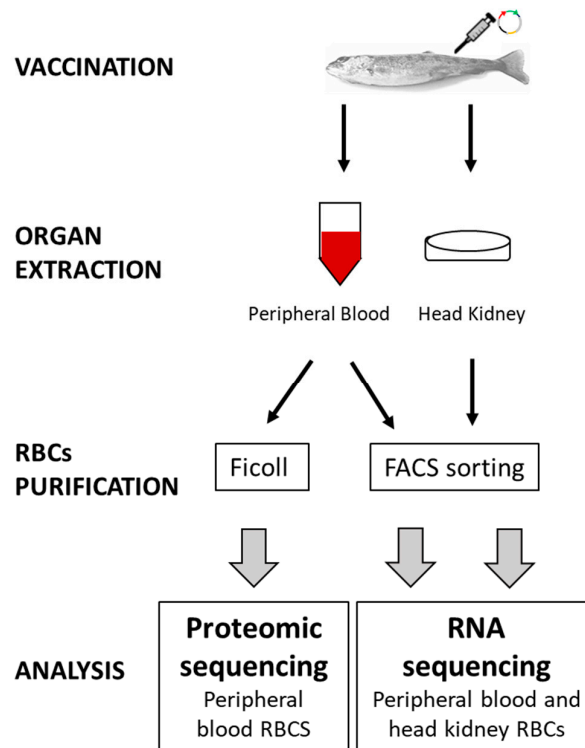 VACCINATION
ORGAN
EXTRACTION
Peripheral Blood
Head Kidney
RBCs
PURIFICATION
Ficoll
FACS sorting
ANALYSIS
Proteomic
sequencing
Peripheral
blood RBCS
RNA
sequencing
Peripheral blood and
head kidney RBCs